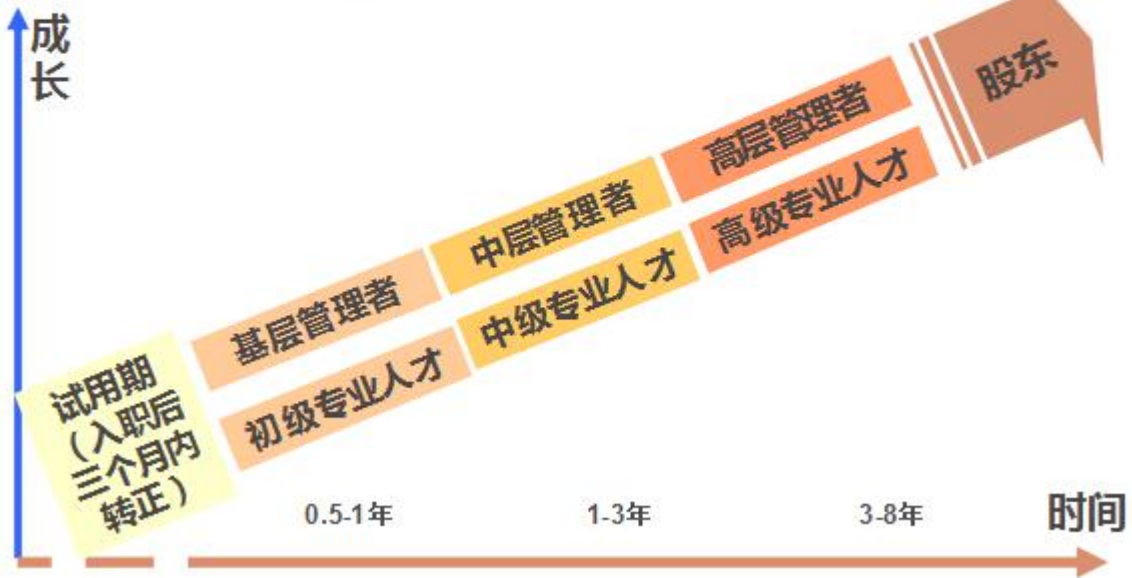 成
长
股东
高层管理者
高级专业人才
中层管理者
中级专业人才
基层管理者
初级专业人才
试用期
（入职后
三个月内
转正）
0.5-1年
1-3年
3-8年
时间